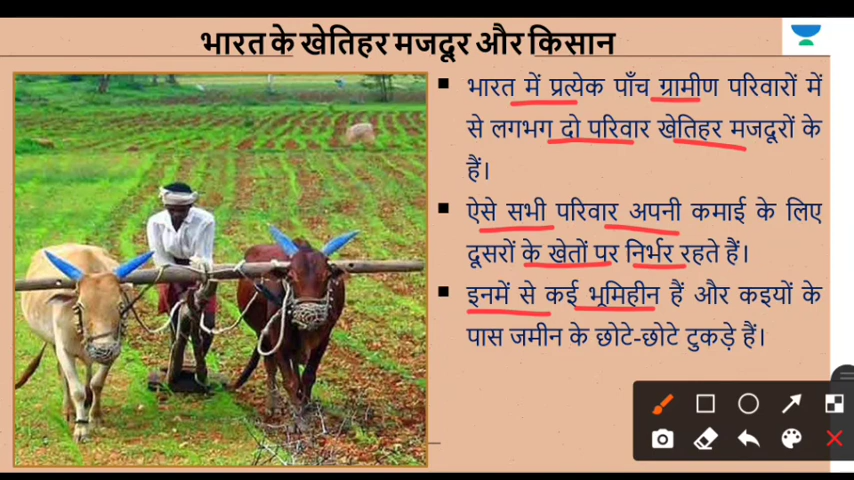 भारत के खेतिहर मजदूर और किसान
भारत में प्रत्येक पाँच ग्रामीण परिवारों में
से लगभग दो परिवार खेतिहर मजदूरों के
हैं।
ऐसे सभी परिवार अपनी कमाई के लिए
दूसरों के खेतों पर निर्भर रहते हैं।
इनमें से कई भूमिहीन हैं और कइयों के
पास जमीन के छोटे-छोटे टुकड़े हैं।